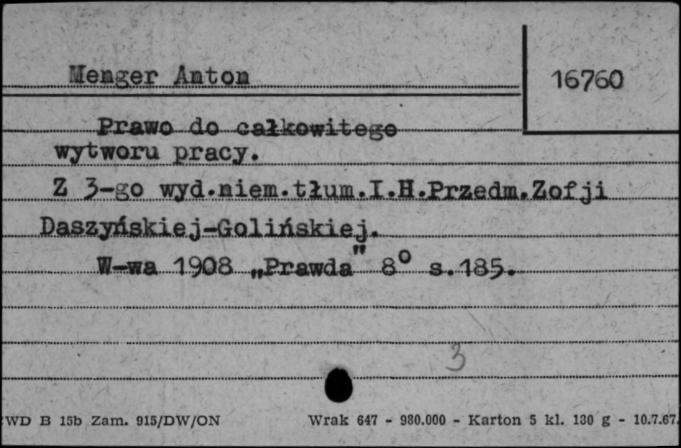 Menger Anton
16760
Prawo do całkowitego
wytworu pracy.
Z 3-go wyd.niem.tłum.I.H.Przedm.Zofji
Daszyńskiej-Golińskiej.
W-wa 1908 „Prawda" 8° s.185.
3
WD B 15b Zam. 915/DW/ON Wrak 647 - 980.000 - Karton 5 kl. 130 g - 10.7.67.